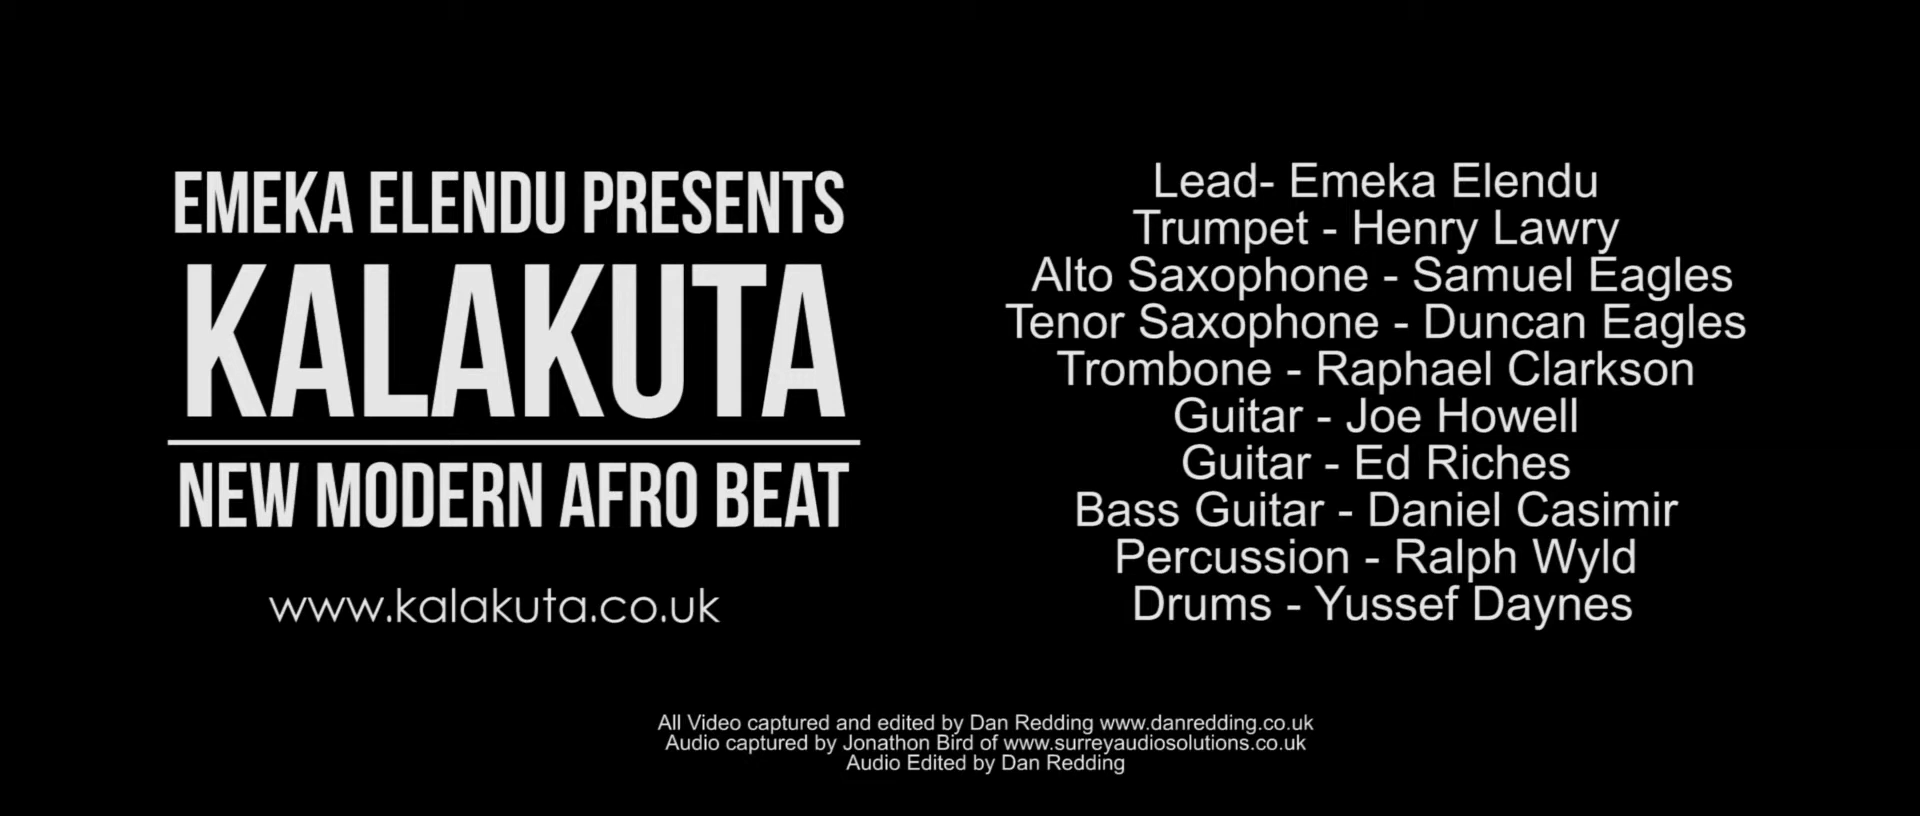 EMEKA ELENDU PRESENTS
KALAKUTA
NEW MODERN AFRO BEAT
www.kalakuta.co.uk
Lead- Emeka Elendu
Trumpet - Henry Lawry
Alto Saxophone - Samuel Eagles
Tenor Saxophone - Duncan Eagles
Trombone - Raphael Clarkson
Guitar - Joe Howell
Guitar - Ed Riches
Bass Guitar - Daniel Casimir
Percussion - Ralph Wyld
Drums - Yussef Daynes
All Video captured and edited by Dan Redding www.danredding.co.uk
Audio captured by Jonathon Bird of www.surreyaudiosolutions.co.uk
Audio Edited by Dan Redding